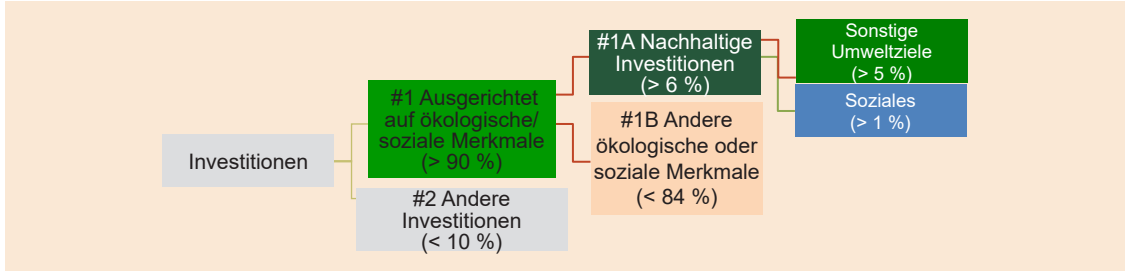 Investitionen
#1 Ausgerichtet
auf ökologische/
soziale Merkmale
(> 90 %)
#2 Andere
Investitionen
(< 10 %)
#1A Nachhaltige
Investitionen
(> 6 %)
#1B Andere
ökologische oder
soziale Merkmale
(< 84 %)
Sonstige
Umweltziele
(> 5 %)
Soziales
(> 1 %)